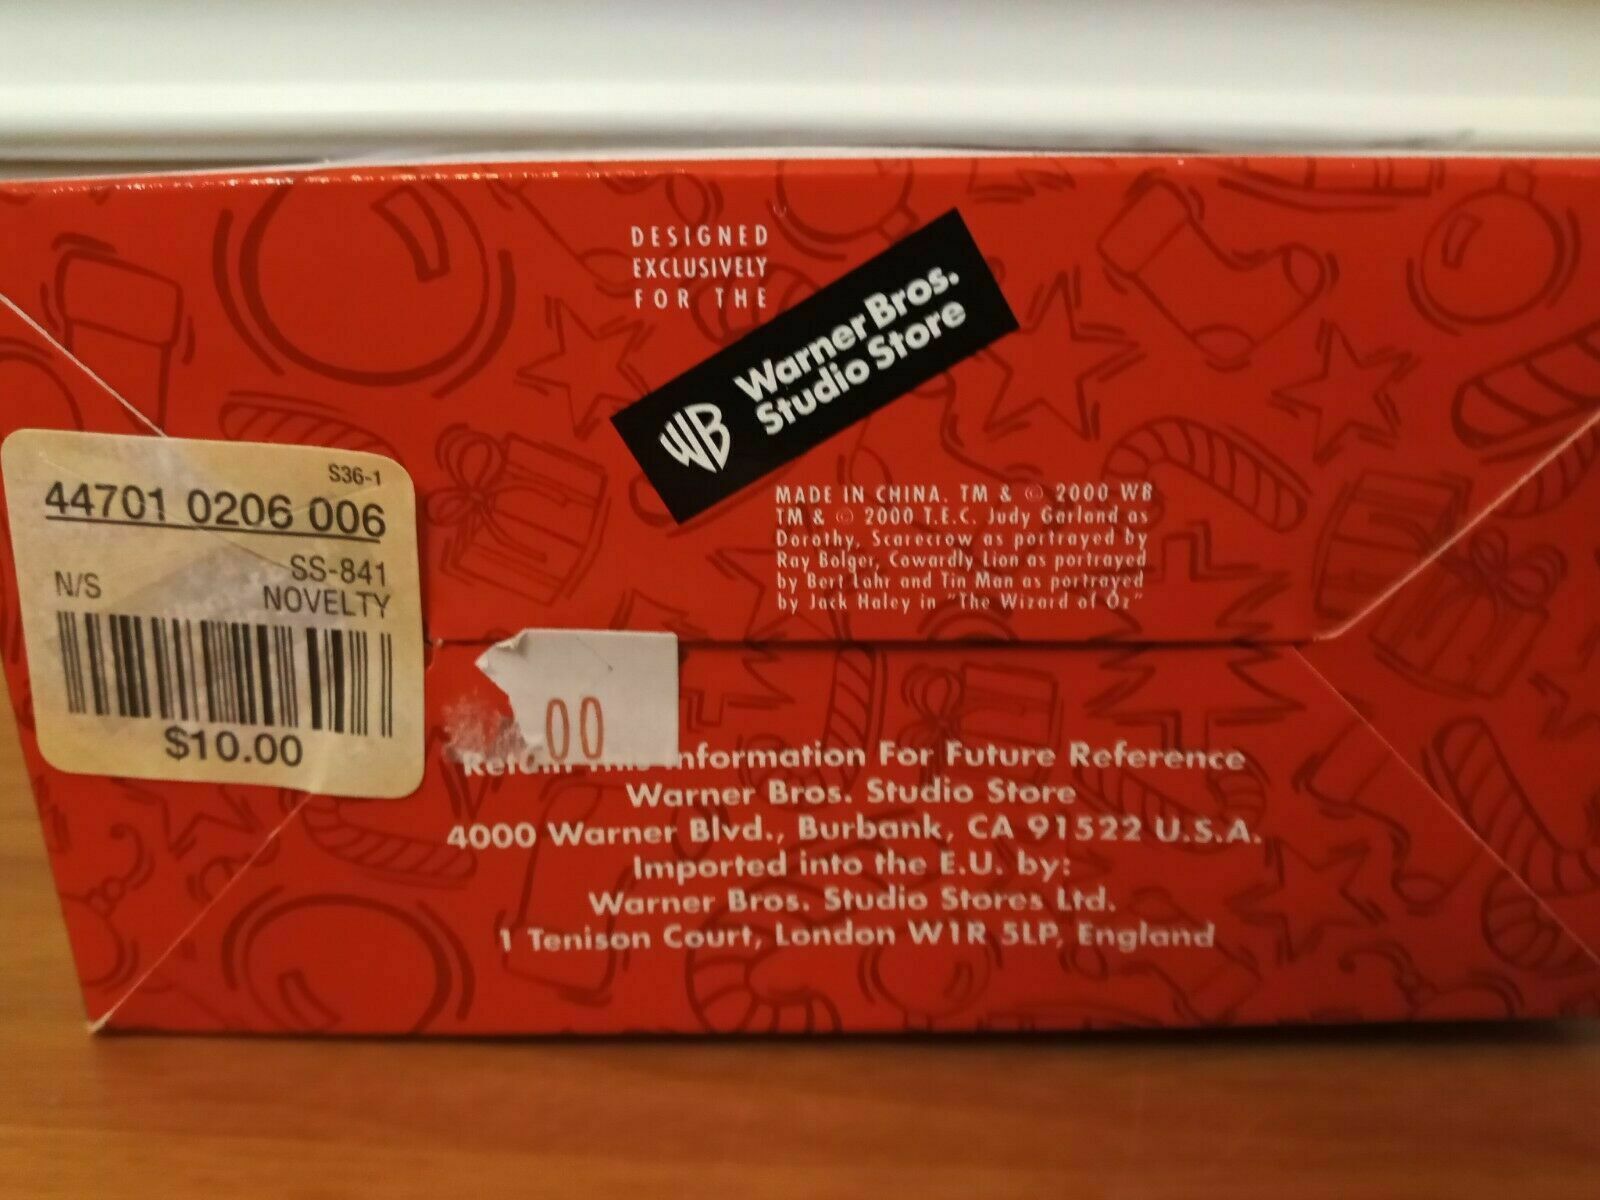 DESIGNED
EXCLUSIVELY
FOR THE
WB
Warner Bros.
Studio Store
MADE IN CHINA. TM & © 2000 WB
TM & © 2000 T.E.C. Judy Garland as
Dorothy, Scarecrow as portrayed by
Ray Bolger, Cowardly Lion as portrayed
by Bert Lahr and Tin Man as portrayed
by Jack Haley in "The Wizard of Oz"
S36-1
44701 0206 006
SS-841
N/S NOVELTY
$10.00
00
Retain This Information For Future Reference
Warner Bros. Studio Store
4000 Warner Blvd., Burbank, CA 91522 U.S.A.
Imported into the E.U. by:
Warner Bros. Studio Stores Ltd.
1 Tenison Court, London W1R 5LP, England